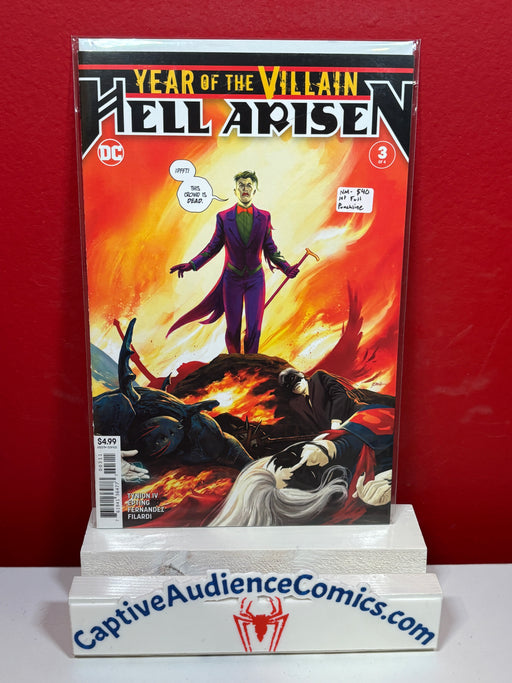 YEAR OF THE VILLAIN
HELL ARISEN
DC
3
OF 4
¡PFFT!
THIS
CROWD IS
DEAD.
NM- $40
1st Full
Punchline
$4.99
TYNION IV
EPTING
FERNANDEZ
FILARDI
CaptiveAudienceComics.com